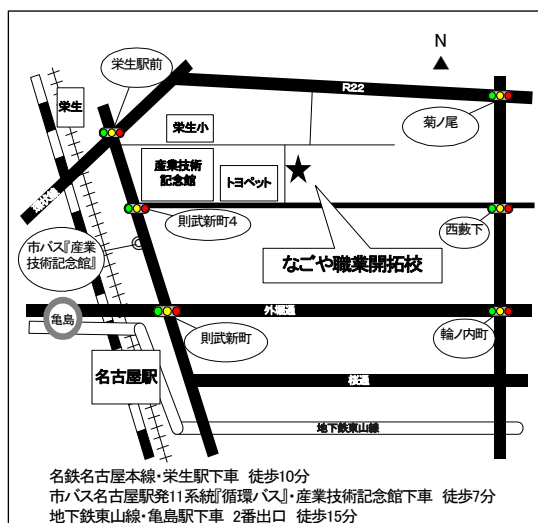 N
栄生駅前
R22
栄生
栄生小
菊ノ尾
産業技術
記念館
トヨペット
則武新町4
西藪下
市バス『産業
技術記念館』
なごや職業開拓校
外堀通
亀島
則武新町
輪ノ内町
名古屋駅
桜通
地下鉄東山線
名鉄名古屋本線・栄生駅下車 徒歩10分
市バス名古屋駅発11系統『循環バス』・産業技術記念館下車 徒歩7分
地下鉄東山線・亀島駅下車 2番出口 徒歩15分